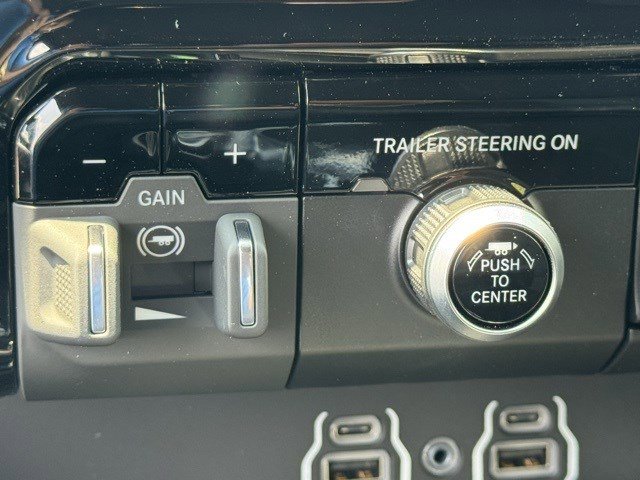 − +
TRAILER STEERING ON
GAIN
PUSH
TO
CENTER